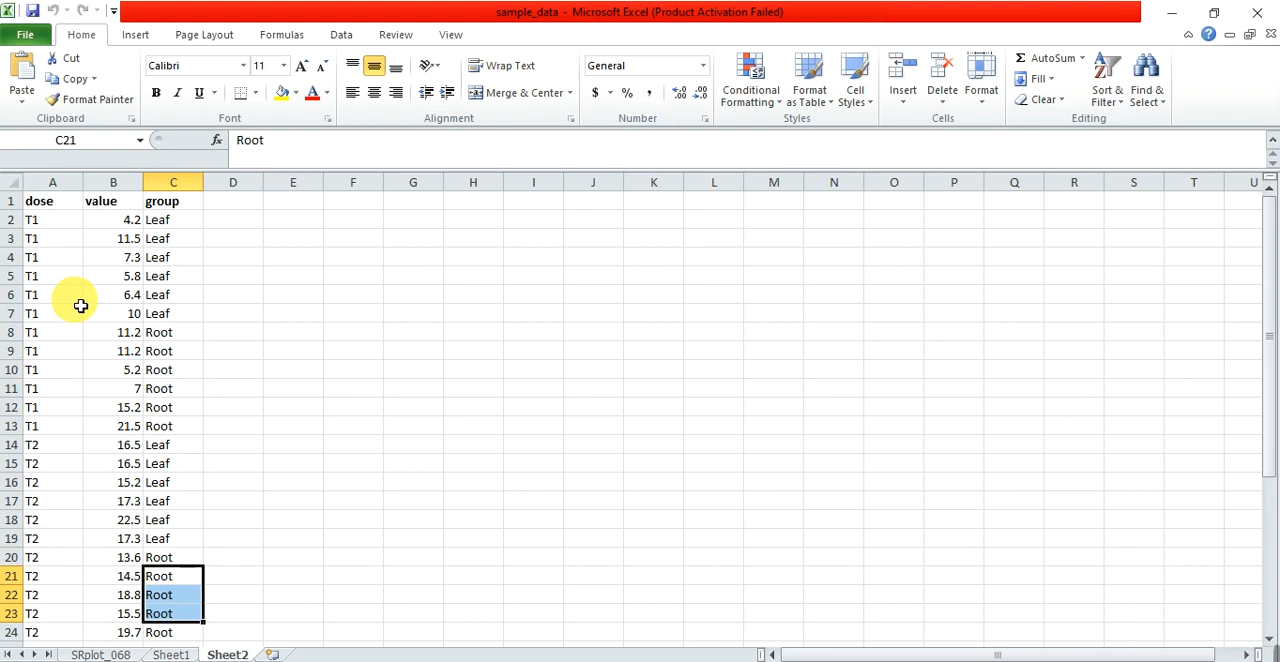 sample_data - Microsoft Excel (Product Activation Failed)
File Home Insert Page Layout Formulas Data Review View
Paste
Cut
Copy
Format Painter
Clipboard
Calibri 11
B I U
Font
Wrap Text
Merge & Center
Alignment
General
$ % ,
Number
Conditional Formatting
Format as Table
Cell Styles
Styles
Insert Delete Format
Cells
Σ AutoSum
Fill
Clear
Sort & Filter
Find & Select
Editing
C21 fx Root
A B C D E F G H I J K L M N O P Q R S T U
1 dose value group
2 T1 4.2 Leaf
3 T1 11.5 Leaf
4 T1 7.3 Leaf
5 T1 5.8 Leaf
6 T1 6.4 Leaf
7 T1 10 Leaf
8 T1 11.2 Root
9 T1 11.2 Root
10 T1 5.2 Root
11 T1 7 Root
12 T1 15.2 Root
13 T1 21.5 Root
14 T2 16.5 Leaf
15 T2 16.5 Leaf
16 T2 15.2 Leaf
17 T2 17.3 Leaf
18 T2 22.5 Leaf
19 T2 17.3 Leaf
20 T2 13.6 Root
21 T2 14.5 Root
22 T2 18.8 Root
23 T2 15.5 Root
24 T2 19.7 Root
SRplot_068 Sheet1 Sheet2